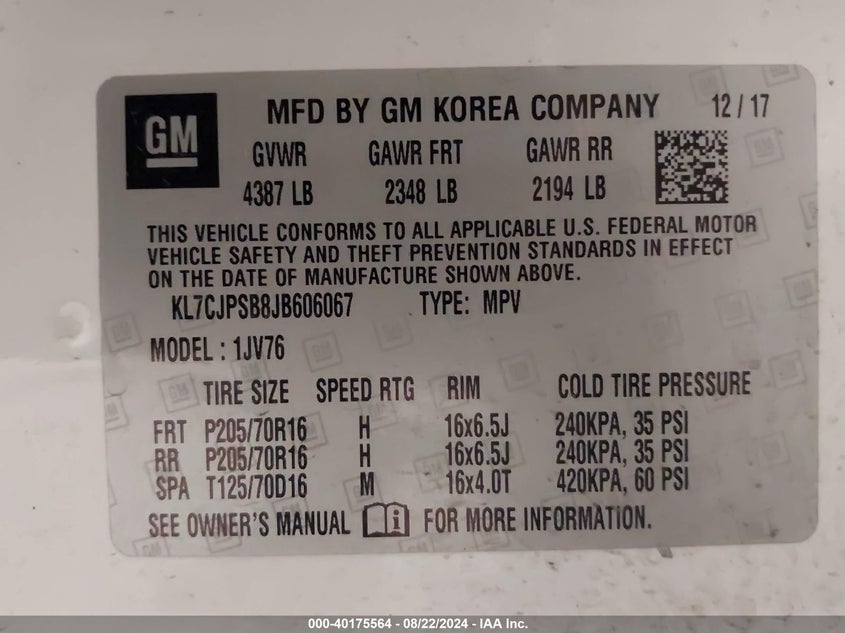 GM
MFD BY GM KOREA COMPANY 12 / 17
GVWR GAWR FRT GAWR RR
4387 LB 2348 LB 2194 LB
THIS VEHICLE CONFORMS TO ALL APPLICABLE U.S. FEDERAL MOTOR
VEHICLE SAFETY AND THEFT PREVENTION STANDARDS IN EFFECT
ON THE DATE OF MANUFACTURE SHOWN ABOVE.
KL7CJPSB8JB606067 TYPE: MPV
MODEL : 1JV76
TIRE SIZE SPEED RTG RIM COLD TIRE PRESSURE
FRT P205/70R16 H 16x6.5J 240KPA, 35 PSI
RR P205/70R16 H 16x6.5J 240KPA, 35 PSI
SPA T125/70D16 M 16x4.0T 420KPA, 60 PSI
SEE OWNER'S MANUAL i FOR MORE INFORMATION.
000-40175564 - 08/22/2024 - IAA Inc.